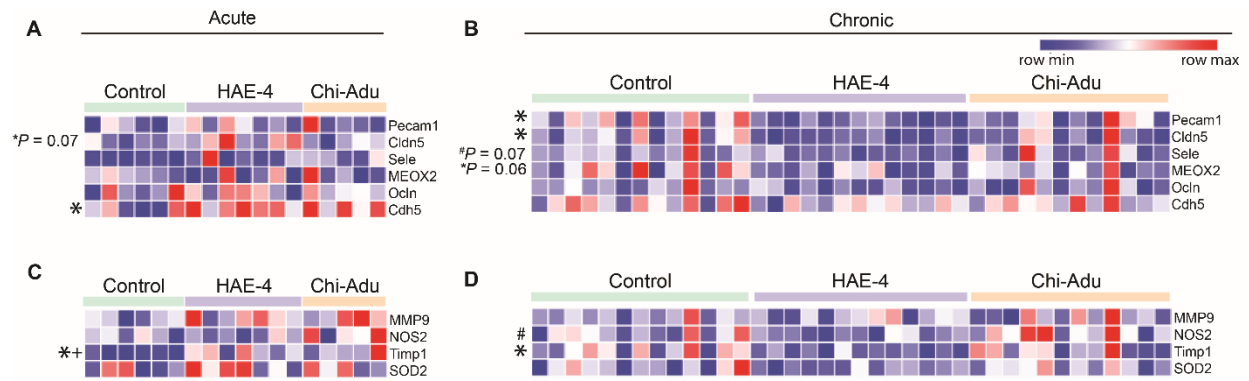 A
Acute
Control HAE-4 Chi-Adu
Pecam1
*P = 0.07 Cldn5
Sele
MEOX2
Ocln
* Cdh5
B
Chronic
row min row max
Control HAE-4 Chi-Adu
* Pecam1
* Cldn5
#P = 0.07 Sele
*P = 0.06 MEOX2
Ocln
Cdh5
C
Control HAE-4 Chi-Adu
MMP9
NOS2
*+ Timp1
SOD2
D
Control HAE-4 Chi-Adu
MMP9
# NOS2
* Timp1
SOD2